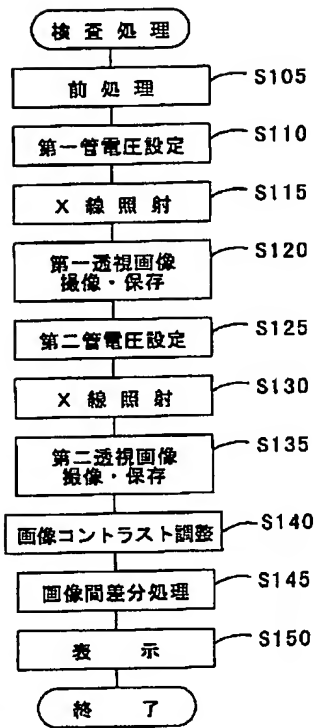 検査処理
前処理
S105
第一管電圧設定
S110
X線照射
S115
第一透視画像
撮像・保存
S120
第二管電圧設定
S125
X線照射
S130
第二透視画像
撮像・保存
S135
画像コントラスト調整
S140
画像間差分処理
S145
表示
S150
終了